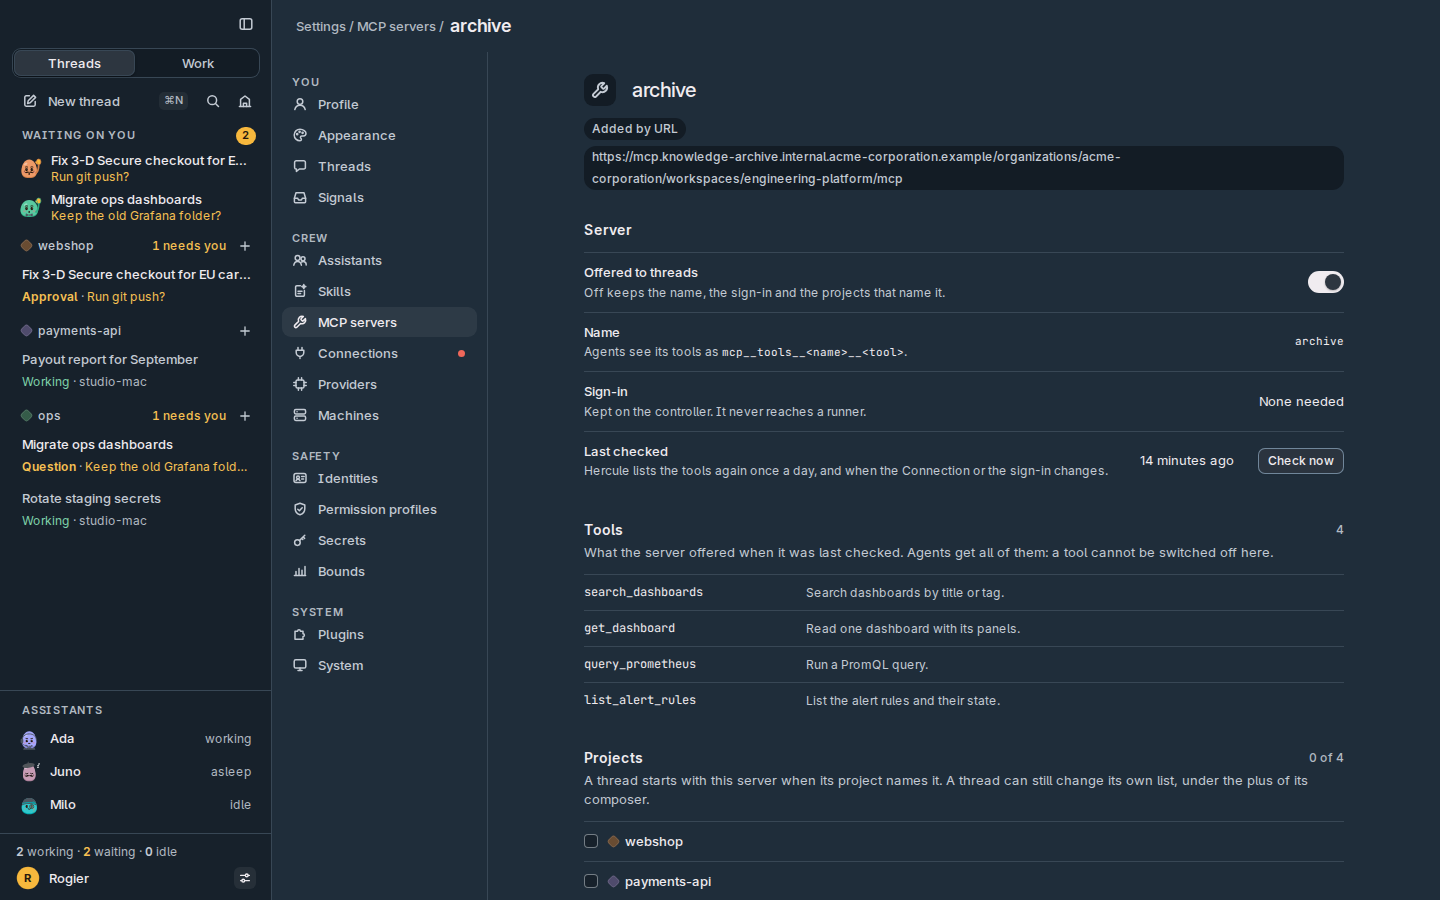 Threads
Work
New thread
⌘N
WAITING ON YOU
2
Fix 3-D Secure checkout for E...
Run git push?
Migrate ops dashboards
Keep the old Grafana folder?
webshop
1 needs you
Fix 3-D Secure checkout for EU car...
Approval · Run git push?
payments-api
Payout report for September
Working · studio-mac
ops
1 needs you
Migrate ops dashboards
Question · Keep the old Grafana fold...
Rotate staging secrets
Working · studio-mac
ASSISTANTS
Ada
working
Juno
asleep
Milo
idle
2 working · 2 waiting · 0 idle
R
Rogier
Settings / MCP servers / archive
YOU
Profile
Appearance
Threads
Signals
CREW
Assistants
Skills
MCP servers
Connections
Providers
Machines
SAFETY
Identities
Permission profiles
Secrets
Bounds
SYSTEM
Plugins
System
archive
Added by URL
https://mcp.knowledge-archive.internal.acme-corporation.example/organizations/acme-
corporation/workspaces/engineering-platform/mcp
Server
Offered to threads
Off keeps the name, the sign-in and the projects that name it.
Name
Agents see its tools as mcp__tools__<name>__<tool>.
archive
Sign-in
Kept on the controller. It never reaches a runner.
None needed
Last checked
Hercule lists the tools again once a day, and when the Connection or the sign-in changes.
14 minutes ago
Check now
Tools
4
What the server offered when it was last checked. Agents get all of them: a tool cannot be switched off here.
search_dashboards
Search dashboards by title or tag.
get_dashboard
Read one dashboard with its panels.
query_prometheus
Run a PromQL query.
list_alert_rules
List the alert rules and their state.
Projects
0 of 4
A thread starts with this server when its project names it. A thread can still change its own list, under the plus of its
composer.
webshop
payments-api